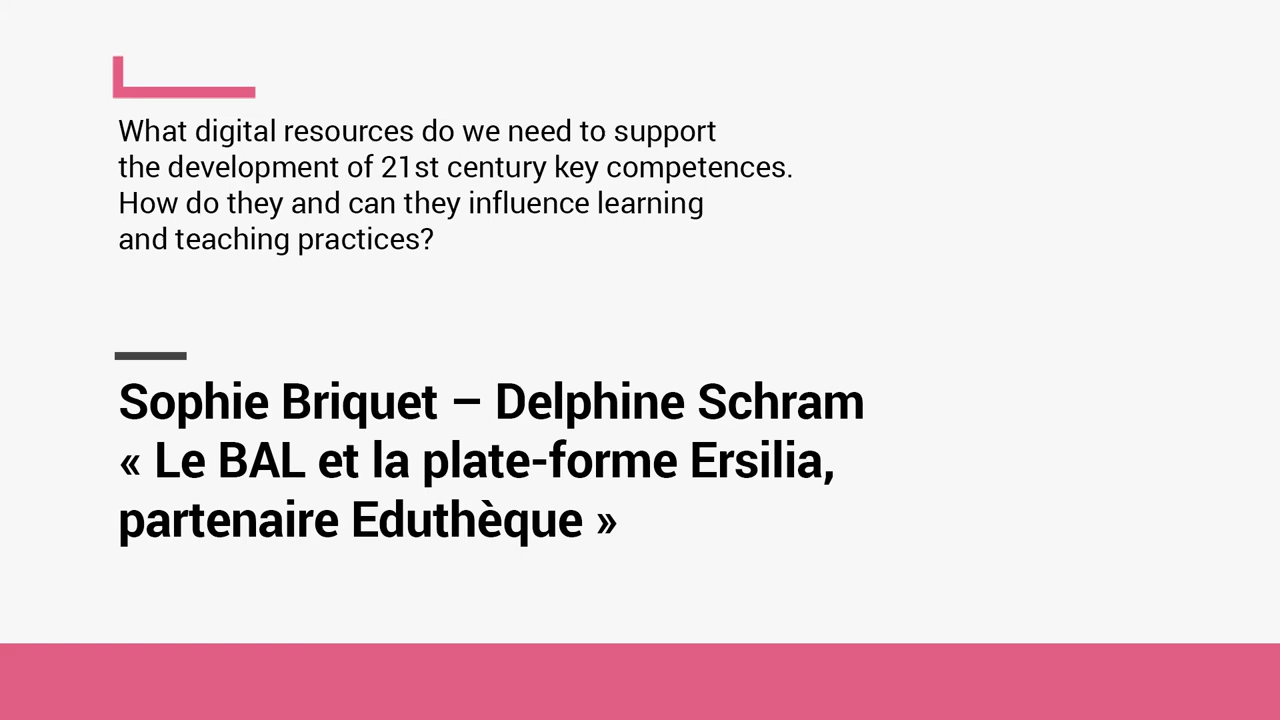 What digital resources do we need to support
the development of 21st century key competences.
How do they and can they influence learning
and teaching practices?
Sophie Briquet – Delphine Schram
« Le BAL et la plate-forme Ersilia,
partenaire Eduthèque »